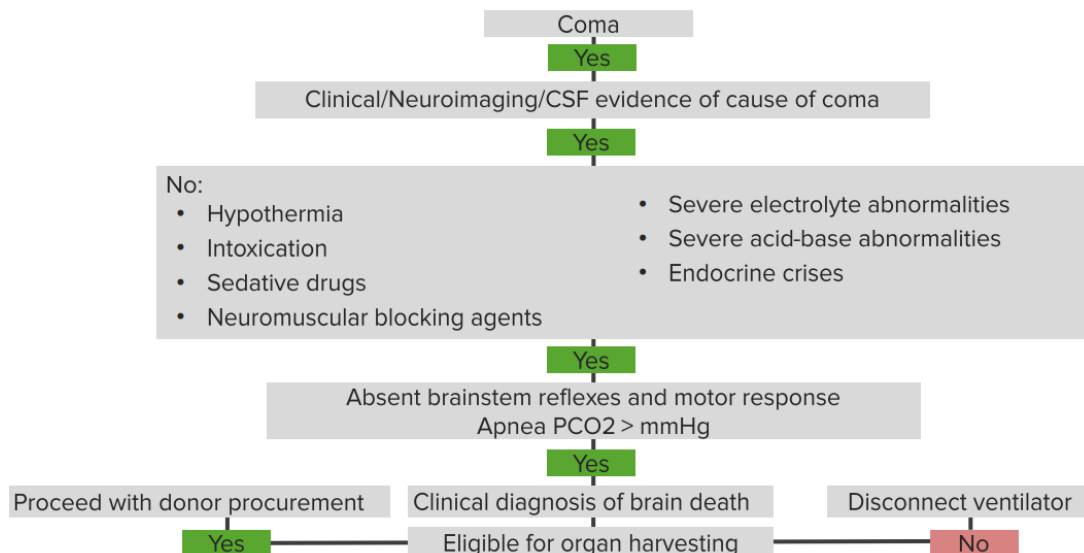 Coma
Yes
Clinical/Neuroimaging/CSF evidence of cause of coma
Yes
No:
• Hypothermia
• Intoxication
• Sedative drugs
• Neuromuscular blocking agents
• Severe electrolyte abnormalities
• Severe acid-base abnormalities
• Endocrine crises
Yes
Absent brainstem reflexes and motor response
Apnea PCO2 > mmHg
Yes
Proceed with donor procurement
Clinical diagnosis of brain death
Disconnect ventilator
Yes
Eligible for organ harvesting
No